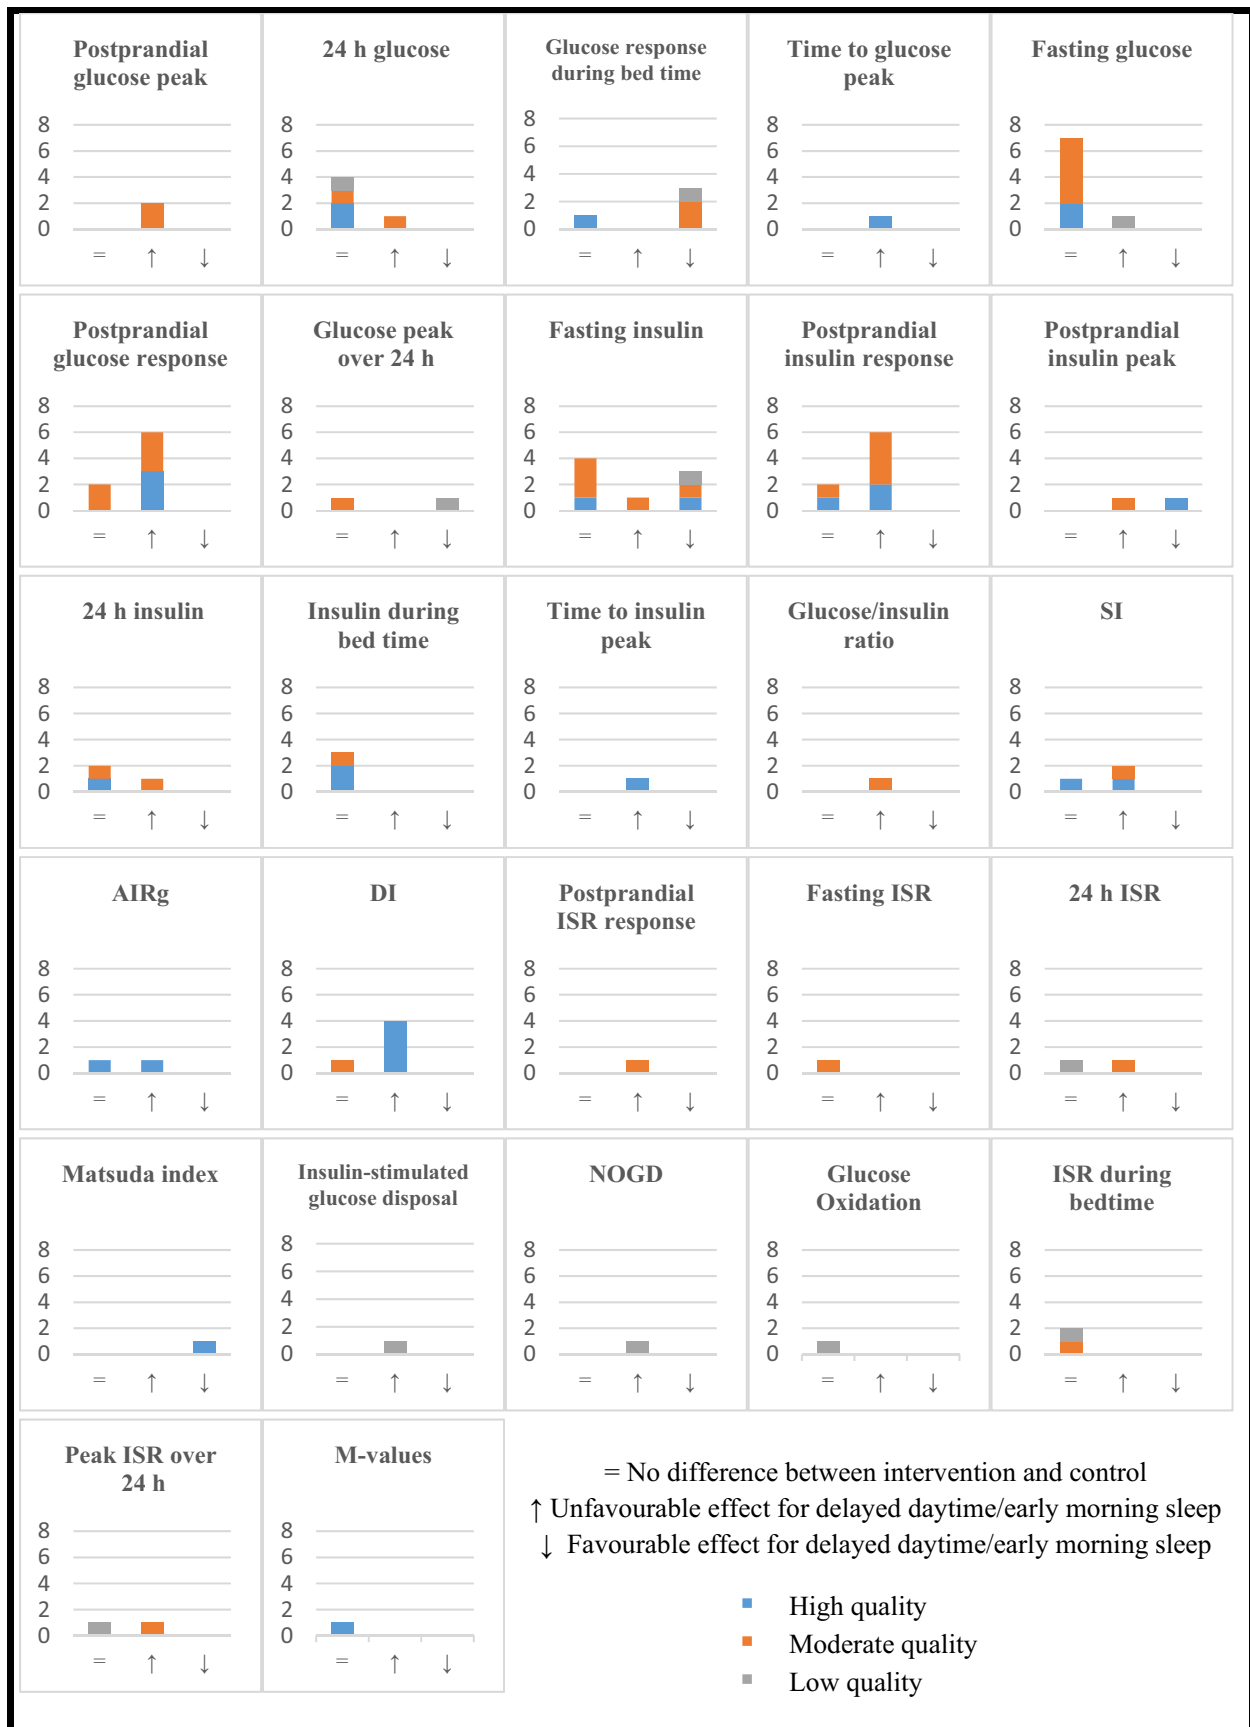 Postprandial
glucose peak
8
6
4
2
0
= ↑ ↓
24 h glucose
8
6
4
2
0
= ↑ ↓
Glucose response
during bed time
8
6
4
2
0
= ↑ ↓
Time to glucose
peak
8
6
4
2
0
= ↑ ↓
Fasting glucose
8
6
4
2
0
= ↑ ↓
Postprandial
glucose response
8
6
4
2
0
= ↑ ↓
Glucose peak
over 24 h
8
6
4
2
0
= ↑ ↓
Fasting insulin
8
6
4
2
0
= ↑ ↓
Postprandial
insulin response
8
6
4
2
0
= ↑ ↓
Postprandial
insulin peak
8
6
4
2
0
= ↑ ↓
24 h insulin
8
6
4
2
0
= ↑ ↓
Insulin during
bed time
8
6
4
2
0
= ↑ ↓
Time to insulin
peak
8
6
4
2
0
= ↑ ↓
Glucose/insulin
ratio
8
6
4
2
0
= ↑ ↓
SI
8
6
4
2
0
= ↑ ↓
AIRg
8
6
4
2
0
= ↑ ↓
DI
8
6
4
2
0
= ↑ ↓
Postprandial
ISR response
8
6
4
2
0
= ↑ ↓
Fasting ISR
8
6
4
2
0
= ↑ ↓
24 h ISR
8
6
4
2
0
= ↑ ↓
Matsuda index
8
6
4
2
0
= ↑ ↓
Insulin-stimulated
glucose disposal
8
6
4
2
0
= ↑ ↓
NOGD
8
6
4
2
0
= ↑ ↓
Glucose
Oxidation
8
6
4
2
0
= ↑ ↓
ISR during
bedtime
8
6
4
2
0
= ↑ ↓
Peak ISR over
24 h
8
6
4
2
0
= ↑ ↓
M-values
8
6
4
2
0
= ↑ ↓
= No difference between intervention and control
↑ Unfavourable effect for delayed daytime/early morning sleep
↓ Favourable effect for delayed daytime/early morning sleep
High quality
Moderate quality
Low quality